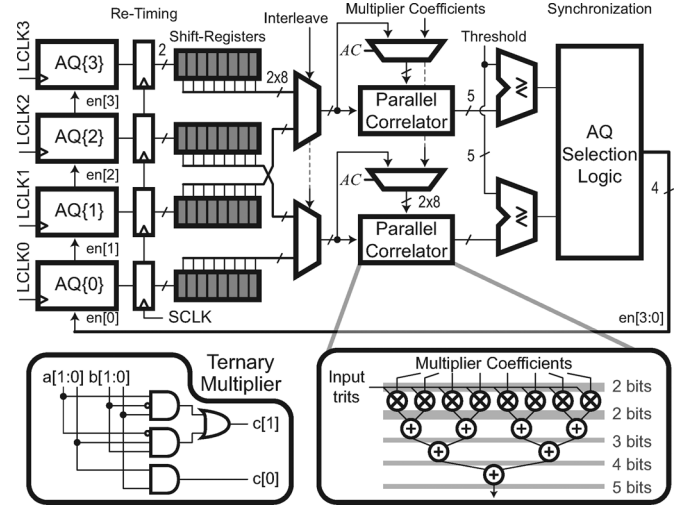 Re-Timing
Interleave
Multiplier Coefficients
Synchronization
Shift-Registers
Threshold
LCLK3
AQ{3}
2
2x8
AC
en[3]
Parallel
Correlator
5
≥
LCLK2
AQ{2}
en[2]
5
AQ
Selection
Logic
4
LCLK1
AQ{1}
en[1]
AC
2x8
≥
LCLK0
AQ{0}
Parallel
Correlator
en[0]
SCLK
en[3:0]
a[1:0] b[1:0]
Ternary
Multiplier
c[1]
c[0]
Multiplier Coefficients
Input
trits
2 bits
2 bits
3 bits
4 bits
5 bits